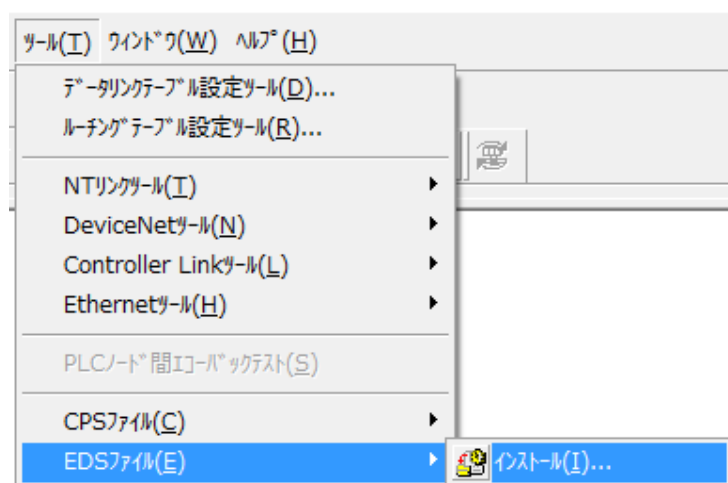 ﾂｰﾙ(T) ｳｨﾝﾄﾞｳ(W) ﾍﾙﾌﾟ(H)
ﾃﾞｰﾀﾘﾝｸﾃｰﾌﾞﾙ設定ﾂｰﾙ(D)...
ﾙｰﾁﾝｸﾞﾃｰﾌﾞﾙ設定ﾂｰﾙ(R)...
NTﾘﾝｸﾂｰﾙ(T)
DeviceNetﾂｰﾙ(N)
Controller Linkﾂｰﾙ(L)
Ethernetﾂｰﾙ(H)
PLCﾉｰﾄﾞ間ｴｺｰﾊﾞｯｸﾃｽﾄ(S)
CPSﾌｧｲﾙ(C)
EDSﾌｧｲﾙ(E) ｲﾝｽﾄｰﾙ(I)...